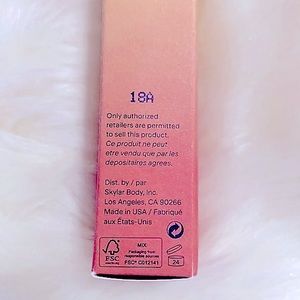 18A
Only authorized
retailers are permitted
to sell this product.
Ce produit ne peut
etre vendu que par les
depositaires agrees.
Dist. by / par
Skylar Body, Inc.
Los Angeles, CA 90266
Made in USA / Fabriqué
aux États-Unis
FSC
MIX
Packaging from
responsible sources
FSC® C012141
24